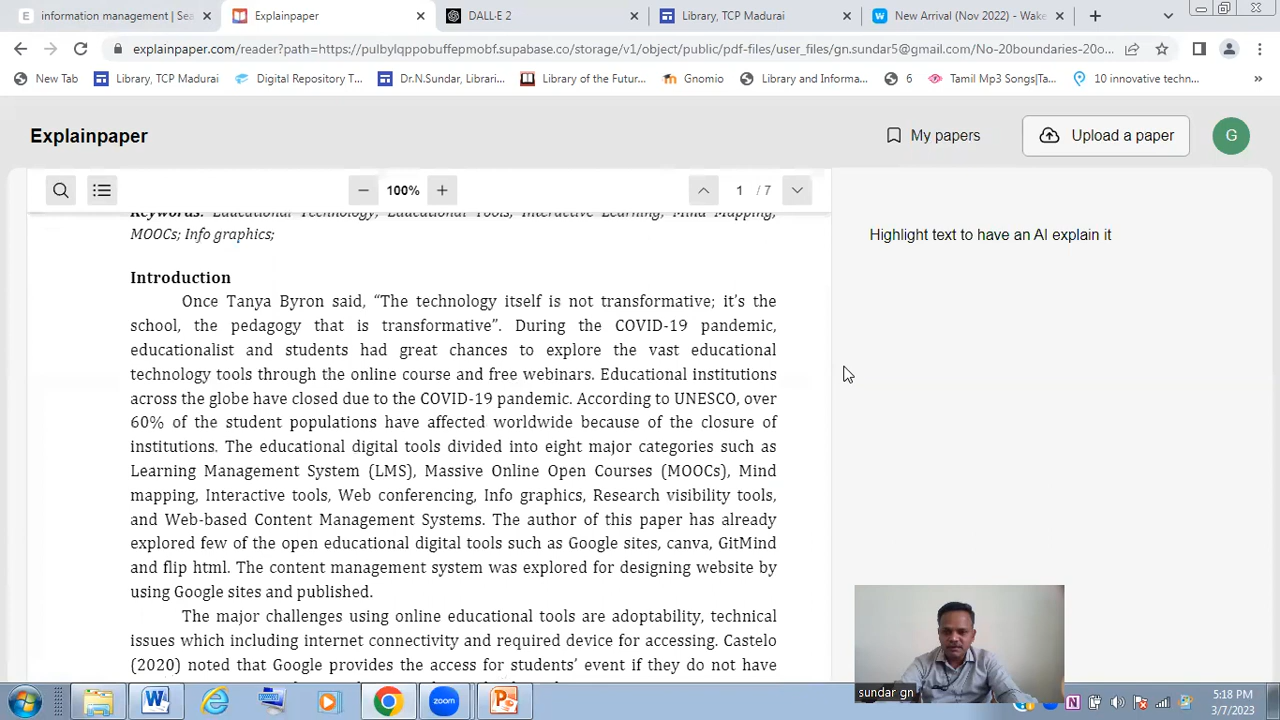 information management | Sci
Explainpaper
DALL·E 2
Library, TCP Madurai
New Arrival (Nov 2022) - Wake
explainpaper.com/reader?path=https://pulbylqppobuffepmobf.supabase.co/storage/v1/object/public/pdf-files/user_files/gn.sundar5@gmail.com/No-20boundaries-20o...
New Tab
Library, TCP Madurai
Digital Repository T...
Dr.N.Sundar, Librari...
Library of the Futur...
Gnomio
Library and Informa...
6
Tamil Mp3 Songs|Ta...
10 innovative techn...
»
Explainpaper
My papers
Upload a paper
G
100%
1 / 7
Keywords: Educational Technology, Educational Tools, Interactive Learning, Mind Mapping,
MOOCs; Info graphics;
Highlight text to have an AI explain it
Introduction
Once Tanya Byron said, “The technology itself is not transformative; it’s the
school, the pedagogy that is transformative”. During the COVID-19 pandemic,
educationalist and students had great chances to explore the vast educational
technology tools through the online course and free webinars. Educational institutions
across the globe have closed due to the COVID-19 pandemic. According to UNESCO, over
60% of the student populations have affected worldwide because of the closure of
institutions. The educational digital tools divided into eight major categories such as
Learning Management System (LMS), Massive Online Open Courses (MOOCs), Mind
mapping, Interactive tools, Web conferencing, Info graphics, Research visibility tools,
and Web-based Content Management Systems. The author of this paper has already
explored few of the open educational digital tools such as Google sites, canva, GitMind
and flip html. The content management system was explored for designing website by
using Google sites and published.
The major challenges using online educational tools are adoptability, technical
issues which including internet connectivity and required device for accessing. Castelo
(2020) noted that Google provides the access for students’ event if they do not have
sundar gn
zoom
5:18 PM
3/7/2023